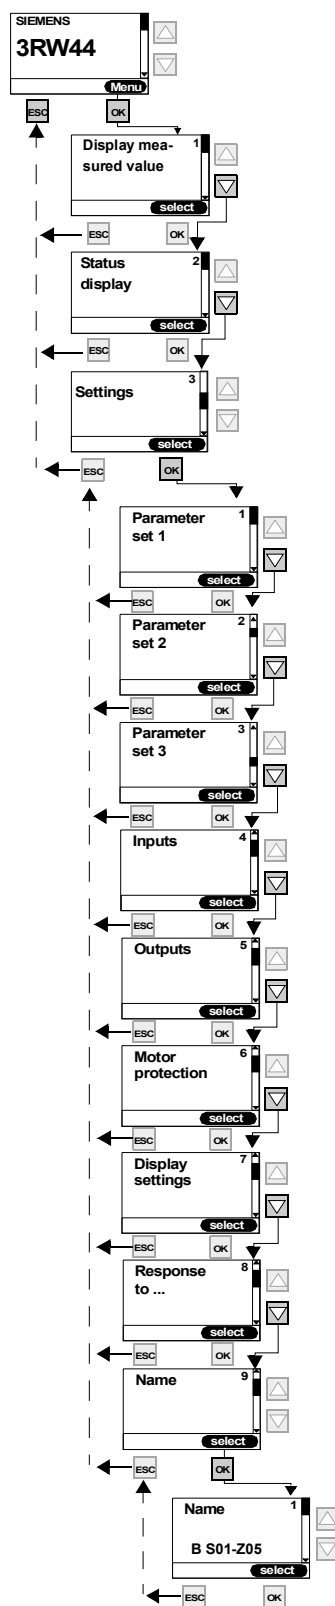 SIEMENS
3RW44
Menu
ESC
OK
Display mea-
sured value
1
select
ESC
OK
Status
display
2
select
ESC
OK
Settings
3
select
ESC
OK
Parameter
set 1
1
select
ESC
OK
Parameter
set 2
2
select
ESC
OK
Parameter
set 3
3
select
ESC
OK
Inputs
4
select
ESC
OK
Outputs
5
select
ESC
OK
Motor
protection
6
select
ESC
OK
Display
settings
7
select
ESC
OK
Response
to ...
8
select
ESC
OK
Name
9
select
ESC
OK
Name
1
B S01-Z05
select
ESC
OK